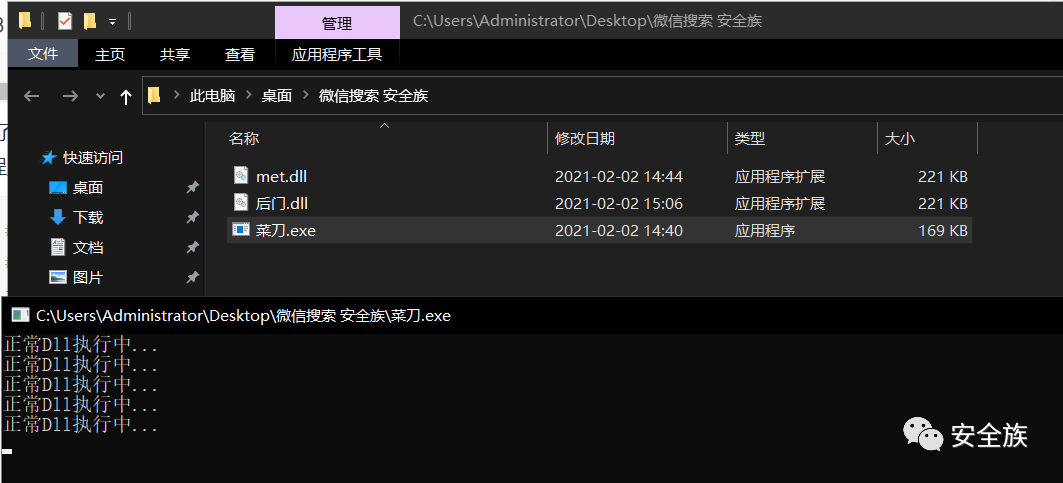 管理
C:\Users\Administrator\Desktop\微信搜索 安全族
文件 主页 共享 查看 应用程序工具
此电脑 桌面 微信搜索 安全族
名称 修改日期 类型 大小
快速访问
桌面
下载
文档
图片
met.dll 2021-02-02 14:44 应用程序扩展 221 KB
后门.dll 2021-02-02 15:06 应用程序扩展 221 KB
菜刀.exe 2021-02-02 14:40 应用程序 169 KB
C:\Users\Administrator\Desktop\微信搜索 安全族\菜刀.exe
正常Dll执行中...
正常Dll执行中...
正常Dll执行中...
正常Dll执行中...
正常Dll执行中...
安全族